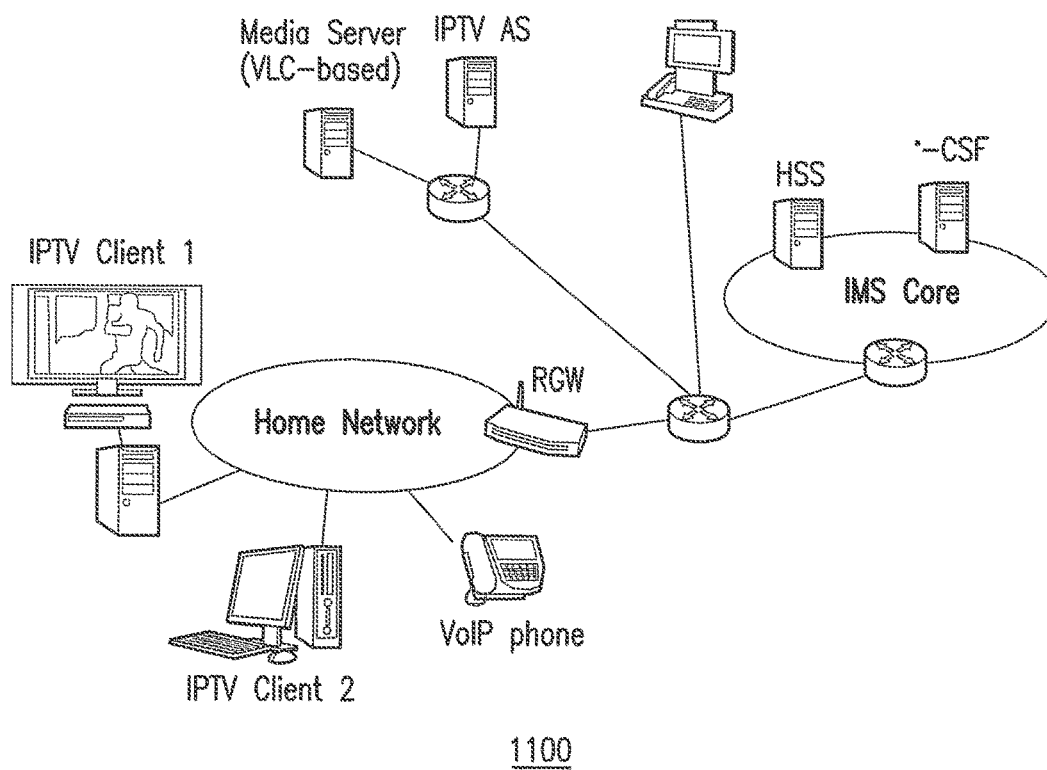 Media Server
(VLC-based)
IPTV AS
HSS
*-CSF
IMS Core
IPTV Client 1
RGW
Home Network
VoIP phone
IPTV Client 2
1100